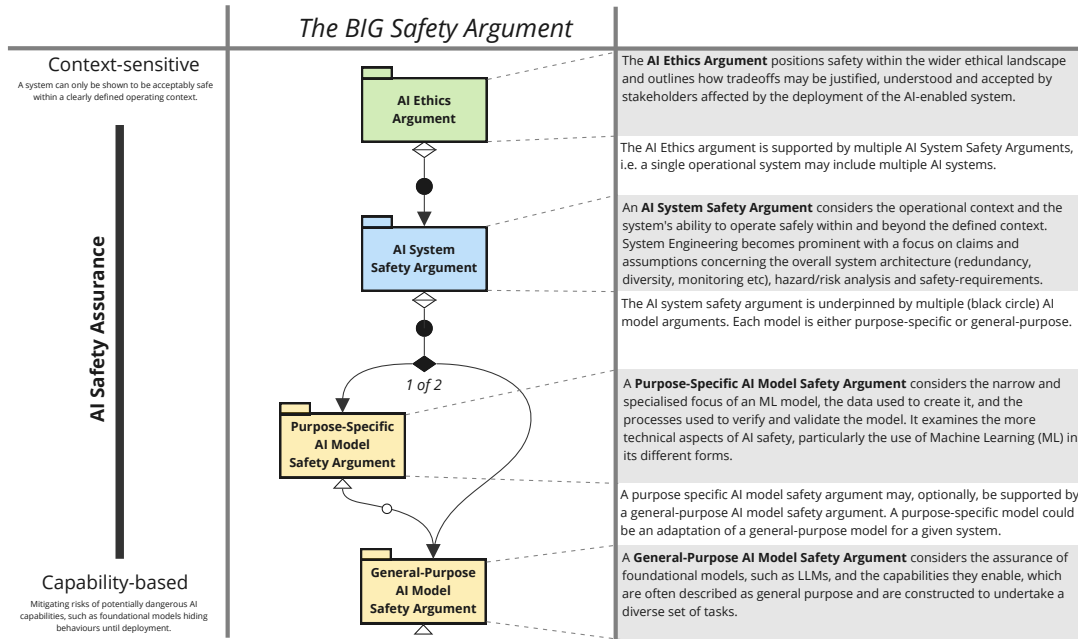 The BIG Safety Argument
Context-sensitive
A system can only be shown to be acceptably safe
within a clearly defined operating context.
AI Safety Assurance
Capability-based
Mitigating risks of potentially dangerous AI
capabilities, such as foundational models hiding
behaviours until deployment.
AI Ethics
Argument
AI System
Safety Argument
1 of 2
Purpose-Specific
AI Model
Safety Argument
General-Purpose
AI Model
Safety Argument
The AI Ethics Argument positions safety within the wider ethical landscape
and outlines how tradeoffs may be justified, understood and accepted by
stakeholders affected by the deployment of the AI-enabled system.
The AI Ethics argument is supported by multiple AI System Safety Arguments,
i.e. a single operational system may include multiple AI systems.
An AI System Safety Argument considers the operational context and the
system's ability to operate safely within and beyond the defined context.
System Engineering becomes prominent with a focus on claims and
assumptions concerning the overall system architecture (redundancy,
diversity, monitoring etc), hazard/risk analysis and safety-requirements.
The AI system safety argument is underpinned by multiple (black circle) AI
model arguments. Each model is either purpose-specific or general-purpose.
A Purpose-Specific AI Model Safety Argument considers the narrow and
specialised focus of an ML model, the data used to create it, and the
processes used to verify and validate the model. It examines the more
technical aspects of AI safety, particularly the use of Machine Learning (ML) in
its different forms.
A purpose specific AI model safety argument may, optionally, be supported by
a general-purpose AI model safety argument. A purpose-specific model could
be an adaptation of a general-purpose model for a given system.
A General-Purpose AI Model Safety Argument considers the assurance of
foundational models, such as LLMs, and the capabilities they enable, which
are often described as general purpose and are constructed to undertake a
diverse set of tasks.